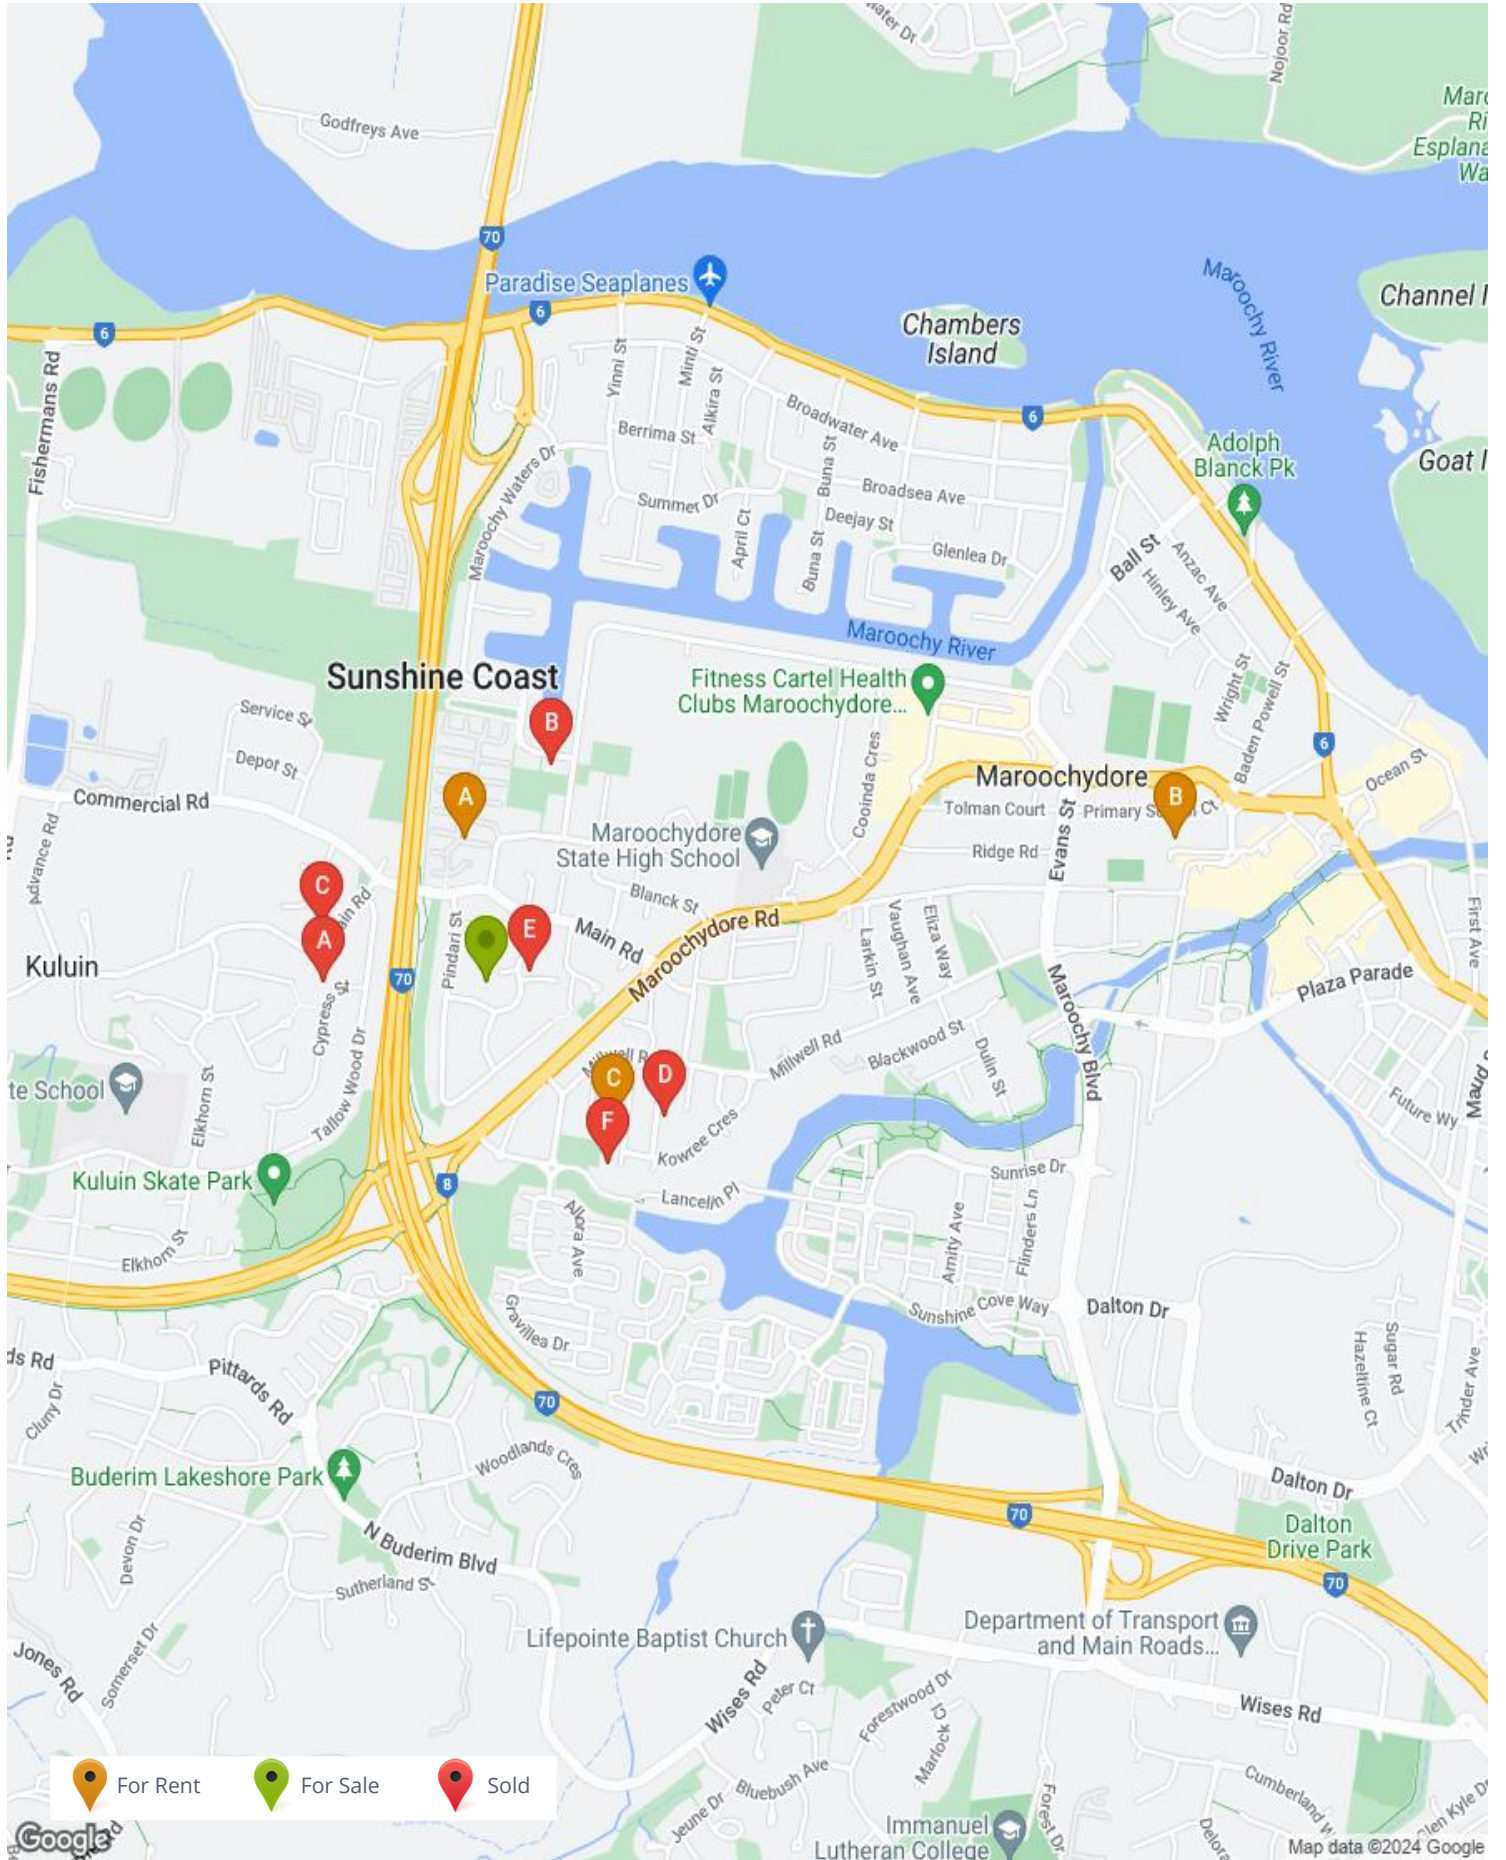 Godfreys Ave
Nojoor Rd
70
Paradise Seaplanes
6
6
Chambers
Island
Maroochy River
Fishermans Rd
Yinni St
Minti St
Alkira St
Broadwater Ave
6
Berrima St
Adolph
Blanck Pk
Maroochy Waters Dr
Summer Dr
Buna St
Broadsea Ave
Deejay St
April Ct
Buna St
Glenlea Dr
Ball St
Anzac Ave
Hinley Ave
Maroochy River
Sunshine Coast
Fitness Cartel Health
Clubs Maroochydore...
Wright St
Baden Powell St
Service St
B
6
Depot St
Cooinda Cres
Ocean St
Commercial Rd
A
Maroochydore
B
Tolman Court
Evans St
Advance Rd
Maroochydore
State High School
Ridge Rd
C
Blanck St
A
E
Pindari St
Main Rd
Maroochydore Rd
Larkin St
Vaughan Ave
Eliza Way
First Ave
Kuluin
70
Cypress St
Plaza Parade
Maroochy Blvd
Tallow Wood Dr
Millwell Rd
Blackwood St
Dulin St
C
D
F
Elkhorn St
Kowree Cres
Future Wy
Kuluin Skate Park
8
Lancelin Pl
Sunrise Dr
Allora Ave
Amity Ave
Flinders Ln
Elkhorn St
Gravillea Dr
Sunshine Cove Way
Dalton Dr
Hazeltine Ct
Sugar Rd
Trinder Ave
Pittards Rd
Cluny Dr
70
Woodlands Cres
Buderim Lakeshore Park
Dalton Dr
70
Devon Dr
N Buderim Blvd
Dalton
Drive Park
Sutherland St
70
Somerset Dr
Jones Rd
Lifepointe Baptist Church
Department of Transport
and Main Roads...
Wises Rd
Peter Ct
Forestwood Dr
Marlock Ct
Wises Rd
For Rent
For Sale
Sold
Bluebush Ave
Jeune Dr
Forest Dr
Immanuel
Lutheran College
Google
Map data ©2024 Google